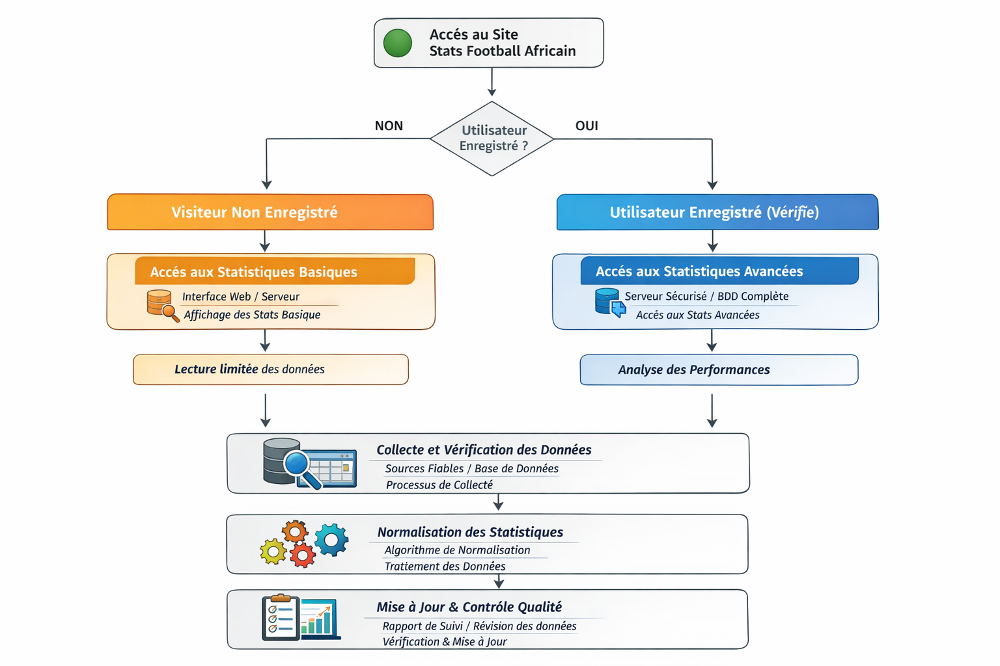 Accés au Site
Stats Football Africain
NON
OUI
Utilisateur
Enregistré ?
Visiteur Non Enregistré
Utilisateur Enregistré (Vérifie)
Accés aux Statistiques Basiques
Interface Web / Serveur
Affichage des Stats Basique
Accés aux Statistiques Avancées
Serveur Sécurisé / BDD Complète
Accés aux Stats Avancées
Lecture limitée des données
Analyse des Performances
Collecte et Vérification des Données
Sources Fiables / Base de Données
Processus de Collecté
Normalisation des Statistiques
Algorithme de Normalisation
Trattement des Données
Mise à Jour & Contróle Qualité
Rapport de Suivi / Révision des données
Vérification & Mise à Jour